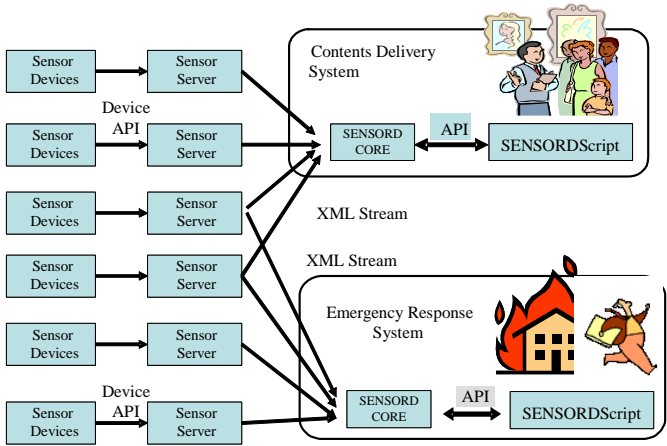 Contents Delivery
System
Sensor
Devices
Sensor
Server
Device
API
Sensor
Devices
Sensor
Server
SENSORD
CORE
API
SENSORDScript
Sensor
Devices
Sensor
Server
XML Stream
XML Stream
Sensor
Devices
Sensor
Server
Emergency Response
System
Sensor
Devices
Sensor
Server
Device
API
Sensor
Devices
Sensor
Server
SENSORD
CORE
API
SENSORDScript